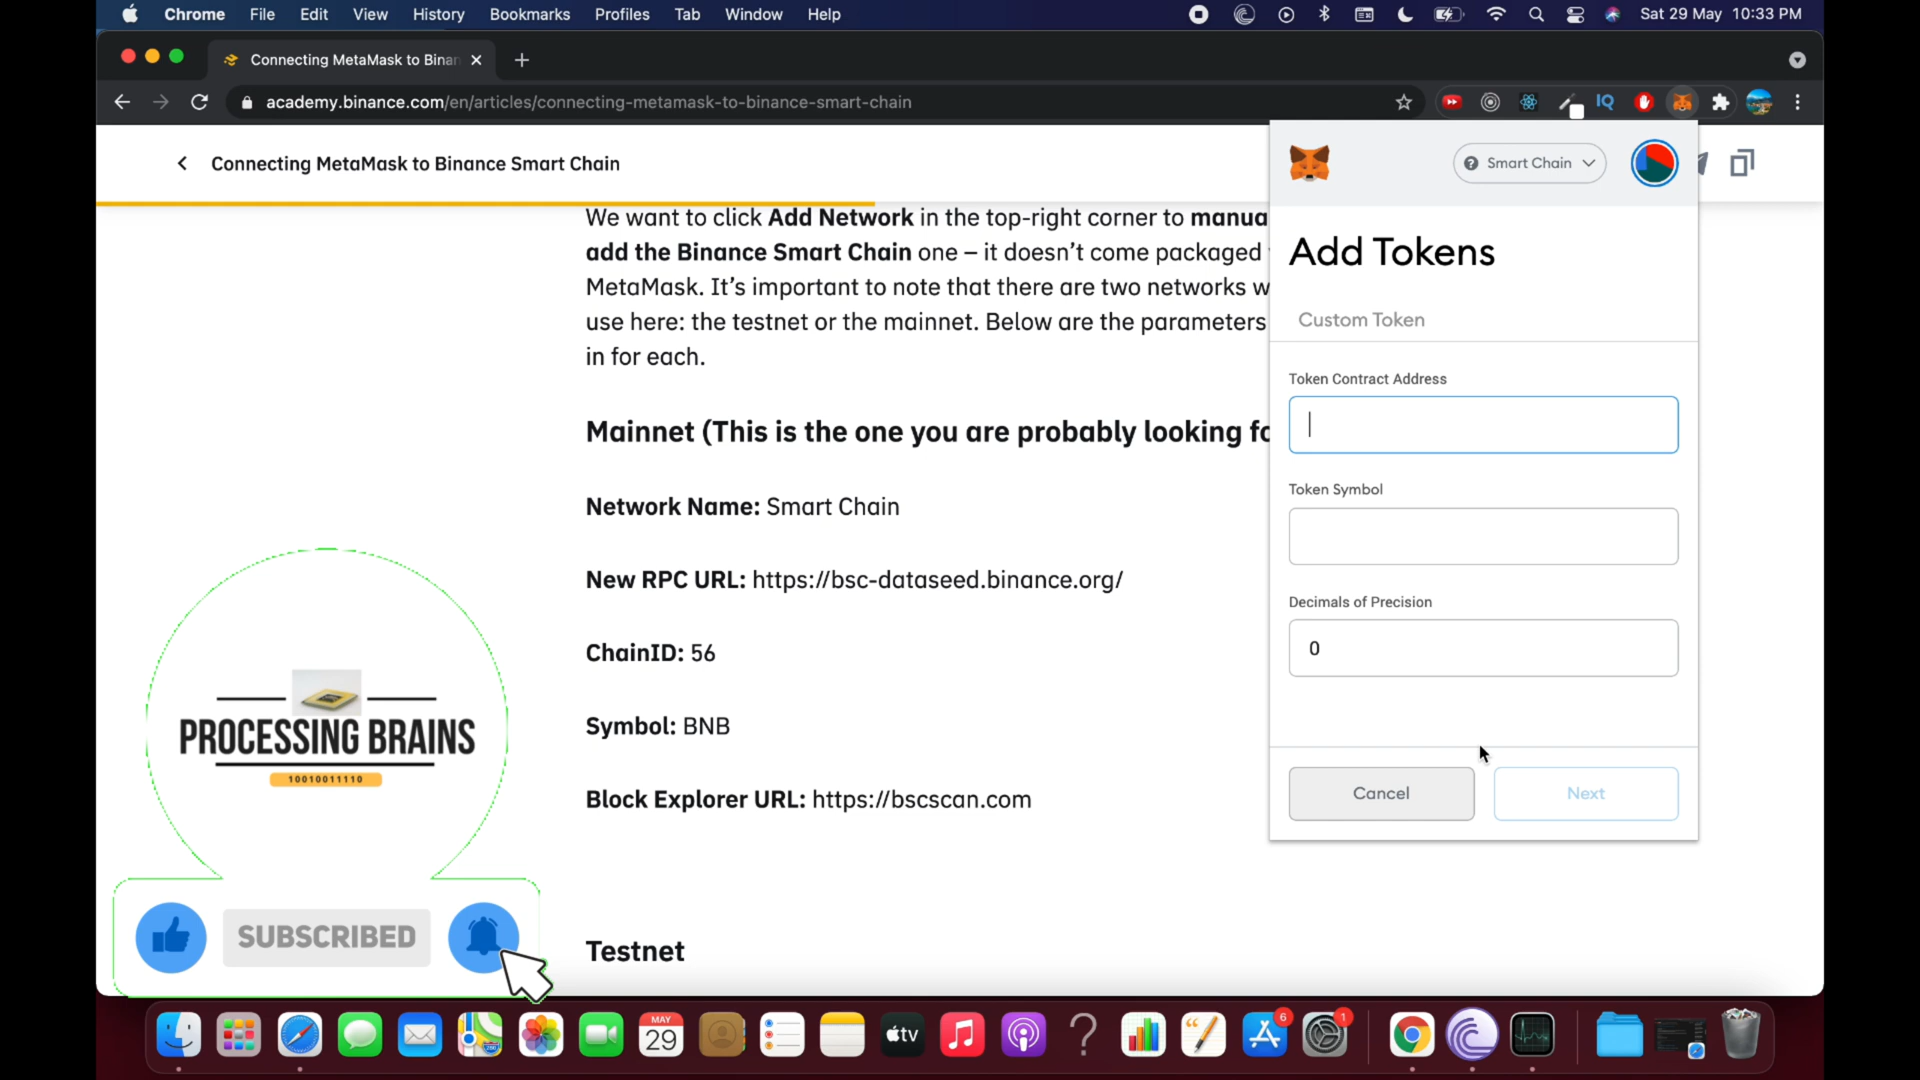 Chrome File Edit View History Bookmarks Profiles Tab Window Help Sat 29 May 10:33 PM
Connecting MetaMask to Binan
academy.binance.com/en/articles/connecting-metamask-to-binance-smart-chain
IQ
Connecting MetaMask to Binance Smart Chain
We want to click Add Network in the top-right corner to manua
add the Binance Smart Chain one – it doesn’t come packaged
MetaMask. It’s important to note that there are two networks w
use here: the testnet or the mainnet. Below are the parameters
in for each.
Mainnet (This is the one you are probably looking fo
Network Name: Smart Chain
New RPC URL: https://bsc-dataseed.binance.org/
ChainID: 56
Symbol: BNB
Block Explorer URL: https://bscscan.com
Testnet
Smart Chain
Add Tokens
Custom Token
Token Contract Address
Token Symbol
Decimals of Precision
0
Cancel Next
PROCESSING BRAINS
10010011110
SUBSCRIBED
MAY
29
tv
6
1